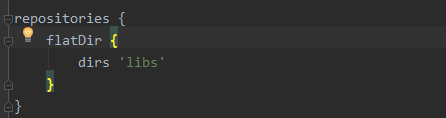 repositories {
    flatDir {
        dirs 'libs'
    }
}